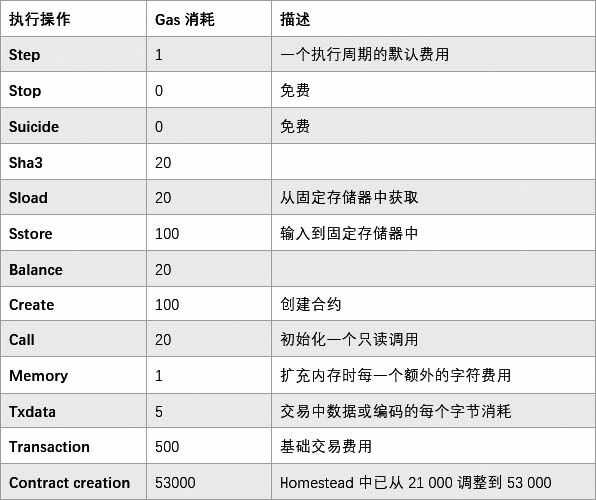 执行操作 Gas 消耗 描述
Step 1 一个执行周期的默认费用
Stop 0 免费
Suicide 0 免费
Sha3 20
Sload 20 从固定存储器中获取
Sstore 100 输入到固定存储器中
Balance 20
Create 100 创建合约
Call 20 初始化一个只读调用
Memory 1 扩充内存时每一个额外的字符费用
Txdata 5 交易中数据或编码的每个字节消耗
Transaction 500 基础交易费用
Contract creation 53000 Homestead 中已从 21 000 调整到 53 000